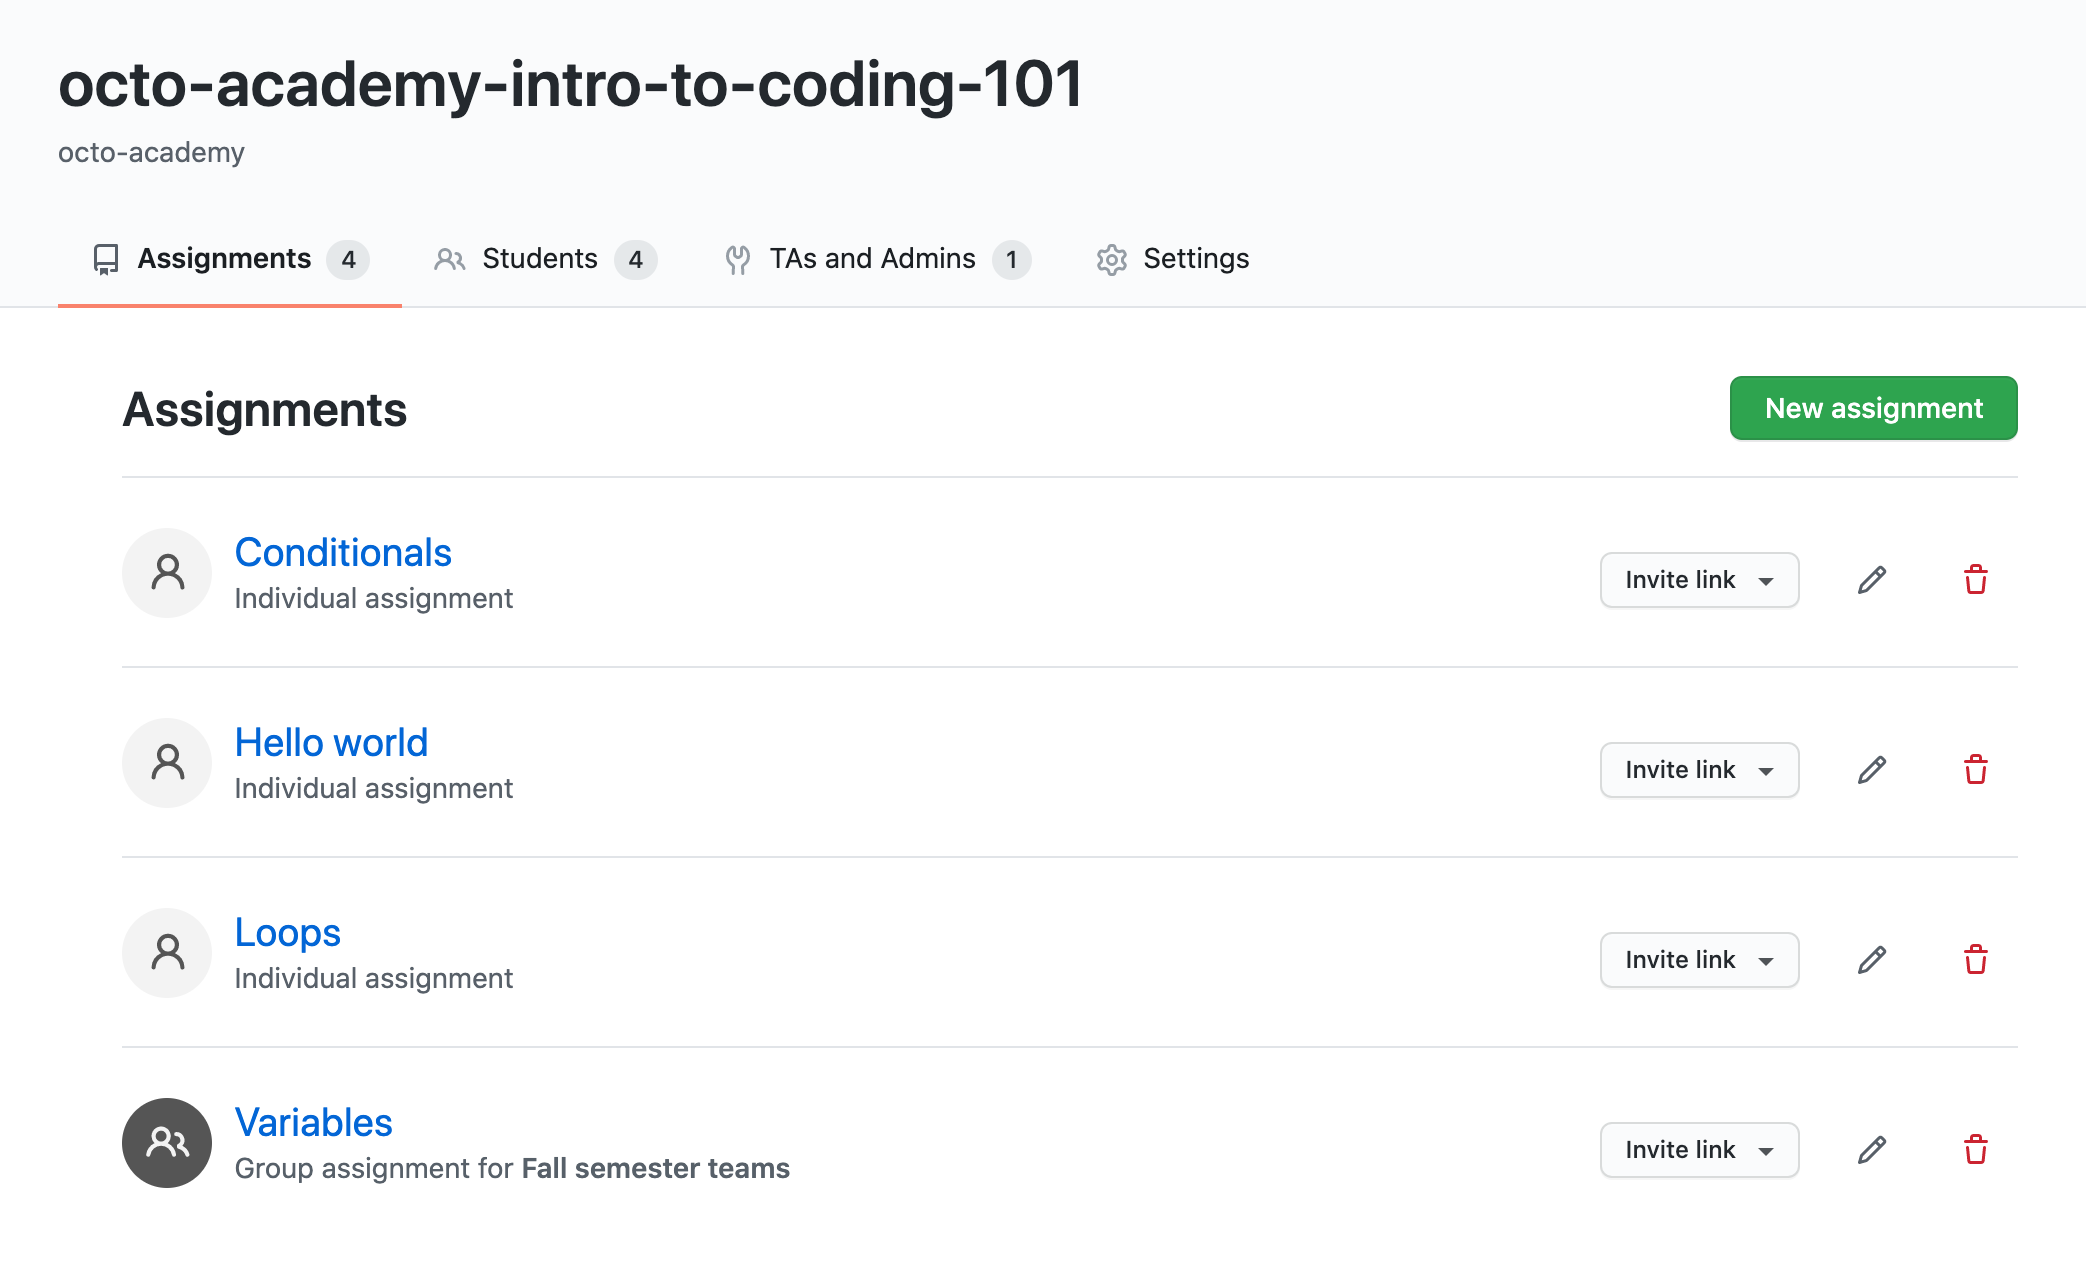 octo-academy-intro-to-coding-101
octo-academy
Assignments 4 Students 4 TAs and Admins 1 Settings
Assignments New assignment
Conditionals
Individual assignment
Invite link
Hello world
Individual assignment
Invite link
Loops
Individual assignment
Invite link
Variables
Group assignment for Fall semester teams
Invite link